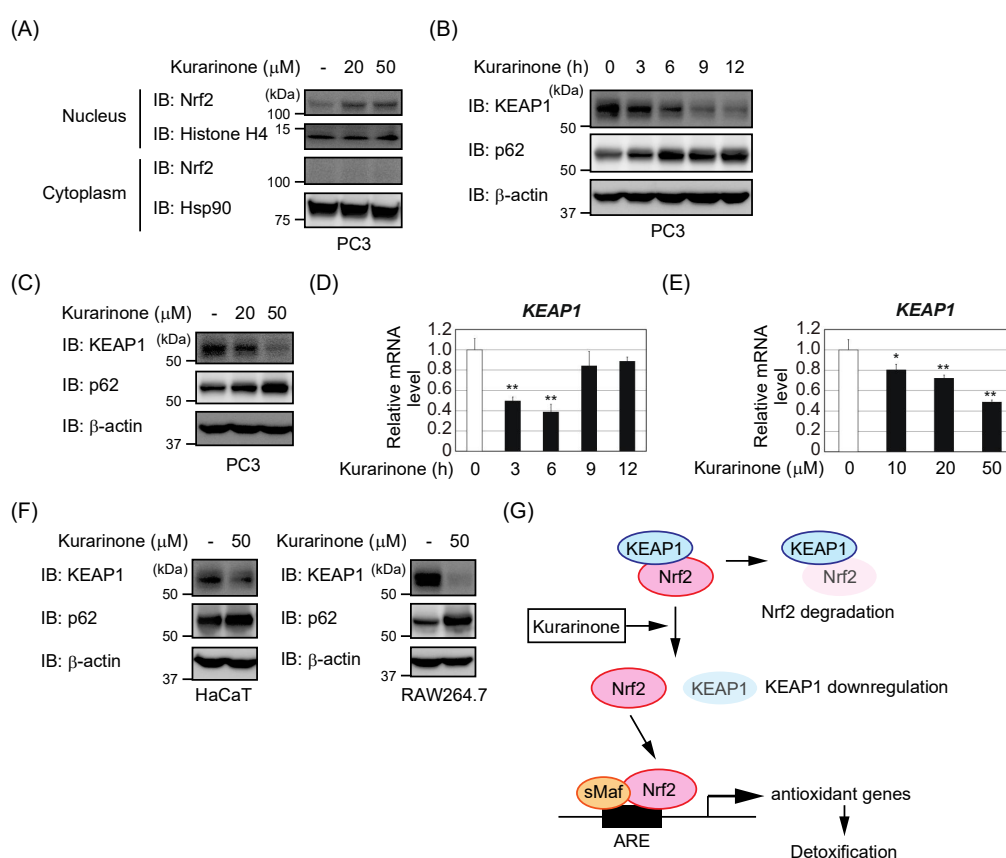 (A)
Kurarinone (μM) - 20 50
(kDa)
Nucleus
IB: Nrf2
100
IB: Histone H4
15
Cytoplasm
IB: Nrf2
100
IB: Hsp90
75
PC3
(B)
Kurarinone (h) 0 3 6 9 12
(kDa)
IB: KEAP1
50
IB: p62
50
IB: β-actin
37
PC3
(C)
Kurarinone (μM) - 20 50
(kDa)
IB: KEAP1
50
IB: p62
50
IB: β-actin
37
PC3
(D)
KEAP1
Relative mRNA
level
1.2
1.0
0.8
0.6
0.4
0.2
0
** **
Kurarinone (h) 0 3 6 9 12
(E)
KEAP1
Relative mRNA
level
1.2
1.0
0.8
0.6
0.4
0.2
0
* ** **
Kurarinone (μM) 0 10 20 50
(F)
Kurarinone (μM) - 50
(kDa)
IB: KEAP1
50
IB: p62
50
IB: β-actin
37
HaCaT
Kurarinone (μM) - 50
(kDa)
IB: KEAP1
50
IB: p62
50
IB: β-actin
37
RAW264.7
(G)
KEAP1
Nrf2
KEAP1
Nrf2
Nrf2 degradation
Kurarinone
Nrf2 KEAP1 KEAP1 downregulation
sMaf Nrf2
ARE
antioxidant genes
Detoxification